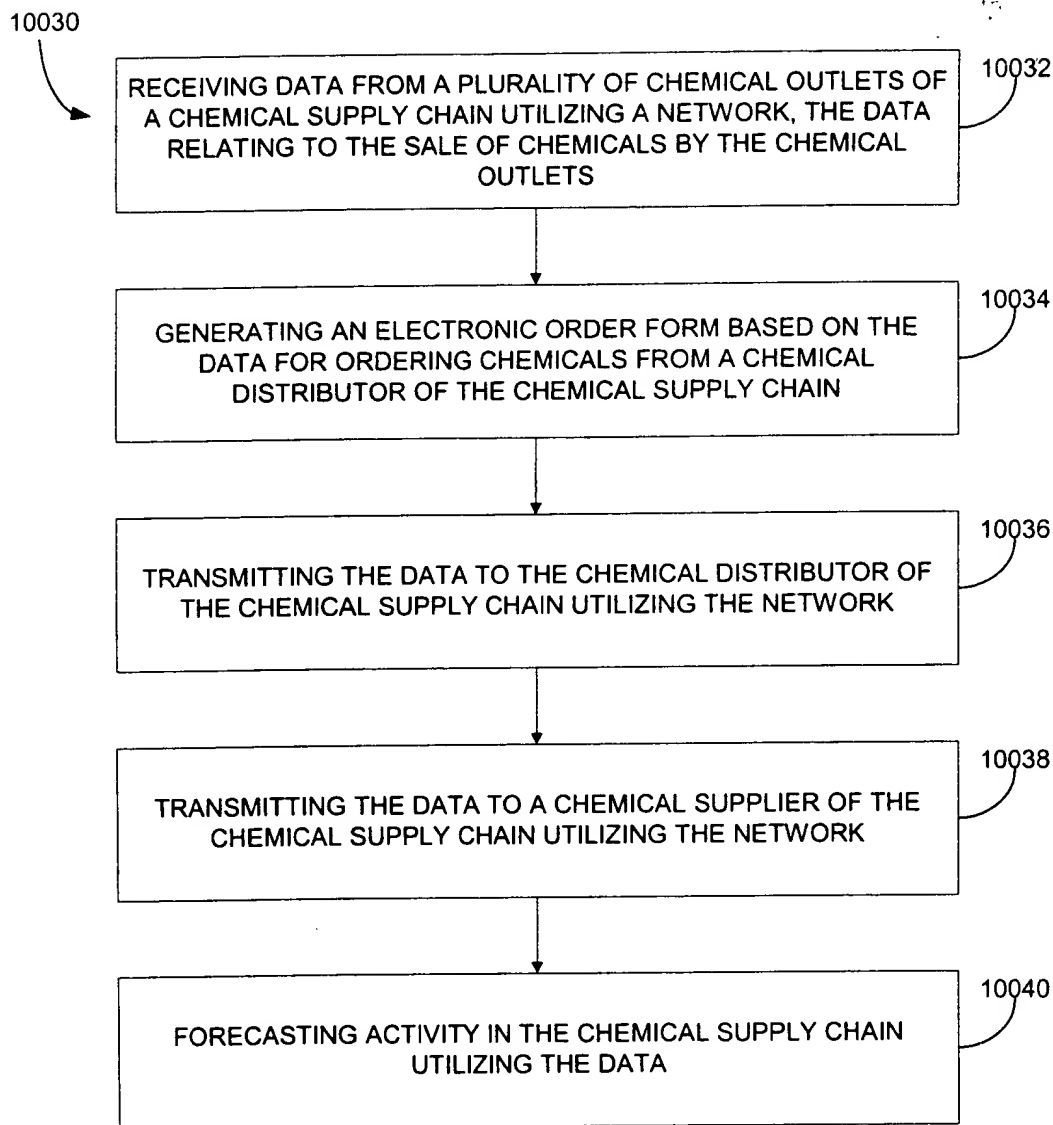 10030
RECEIVING DATA FROM A PLURALITY OF CHEMICAL OUTLETS OF
A CHEMICAL SUPPLY CHAIN UTILIZING A NETWORK, THE DATA
RELATING TO THE SALE OF CHEMICALS BY THE CHEMICAL
OUTLETS
10032
GENERATING AN ELECTRONIC ORDER FORM BASED ON THE
DATA FOR ORDERING CHEMICALS FROM A CHEMICAL
DISTRIBUTOR OF THE CHEMICAL SUPPLY CHAIN
10034
TRANSMITTING THE DATA TO THE CHEMICAL DISTRIBUTOR OF
THE CHEMICAL SUPPLY CHAIN UTILIZING THE NETWORK
10036
TRANSMITTING THE DATA TO A CHEMICAL SUPPLIER OF THE
CHEMICAL SUPPLY CHAIN UTILIZING THE NETWORK
10038
FORECASTING ACTIVITY IN THE CHEMICAL SUPPLY CHAIN
UTILIZING THE DATA
10040